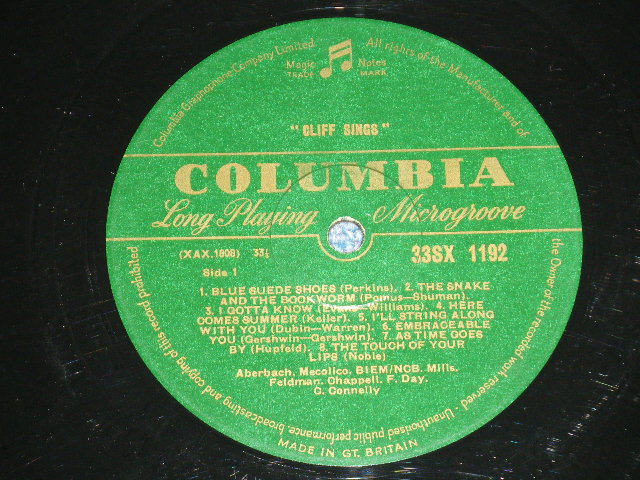 Columbia Graphophone Company Limited
All rights of the Manufacturer and of
the Owner of the recorded work reserved - Unauthorised public performance, broadcasting and copying of this record prohibited
Magic Notes
TRADE MARK
"CLIFF SINGS"
COLUMBIA
Long Playing Microgroove
(XAX.1808) 33⅓
33SX 1192
Side 1
1. BLUE SUEDE SHOES (Perkins). 2. THE SNAKE
AND THE BOOKWORM (Pomus—Shuman).
3. I GOTTA KNOW (Evans—Williams). 4. HERE
COMES SUMMER (Keller). 5. I'LL STRING ALONG
WITH YOU (Dubin—Warren). 6. EMBRACEABLE
YOU (Gershwin—Gershwin). 7. AS TIME GOES
BY (Hupfeld). 8. THE TOUCH OF YOUR
LIPS (Noble)
Aberbach, Mecolico, BIEM/NCB, Mills,
Feldman, Chappell, F. Day,
C. Connelly
MADE IN GT. BRITAIN